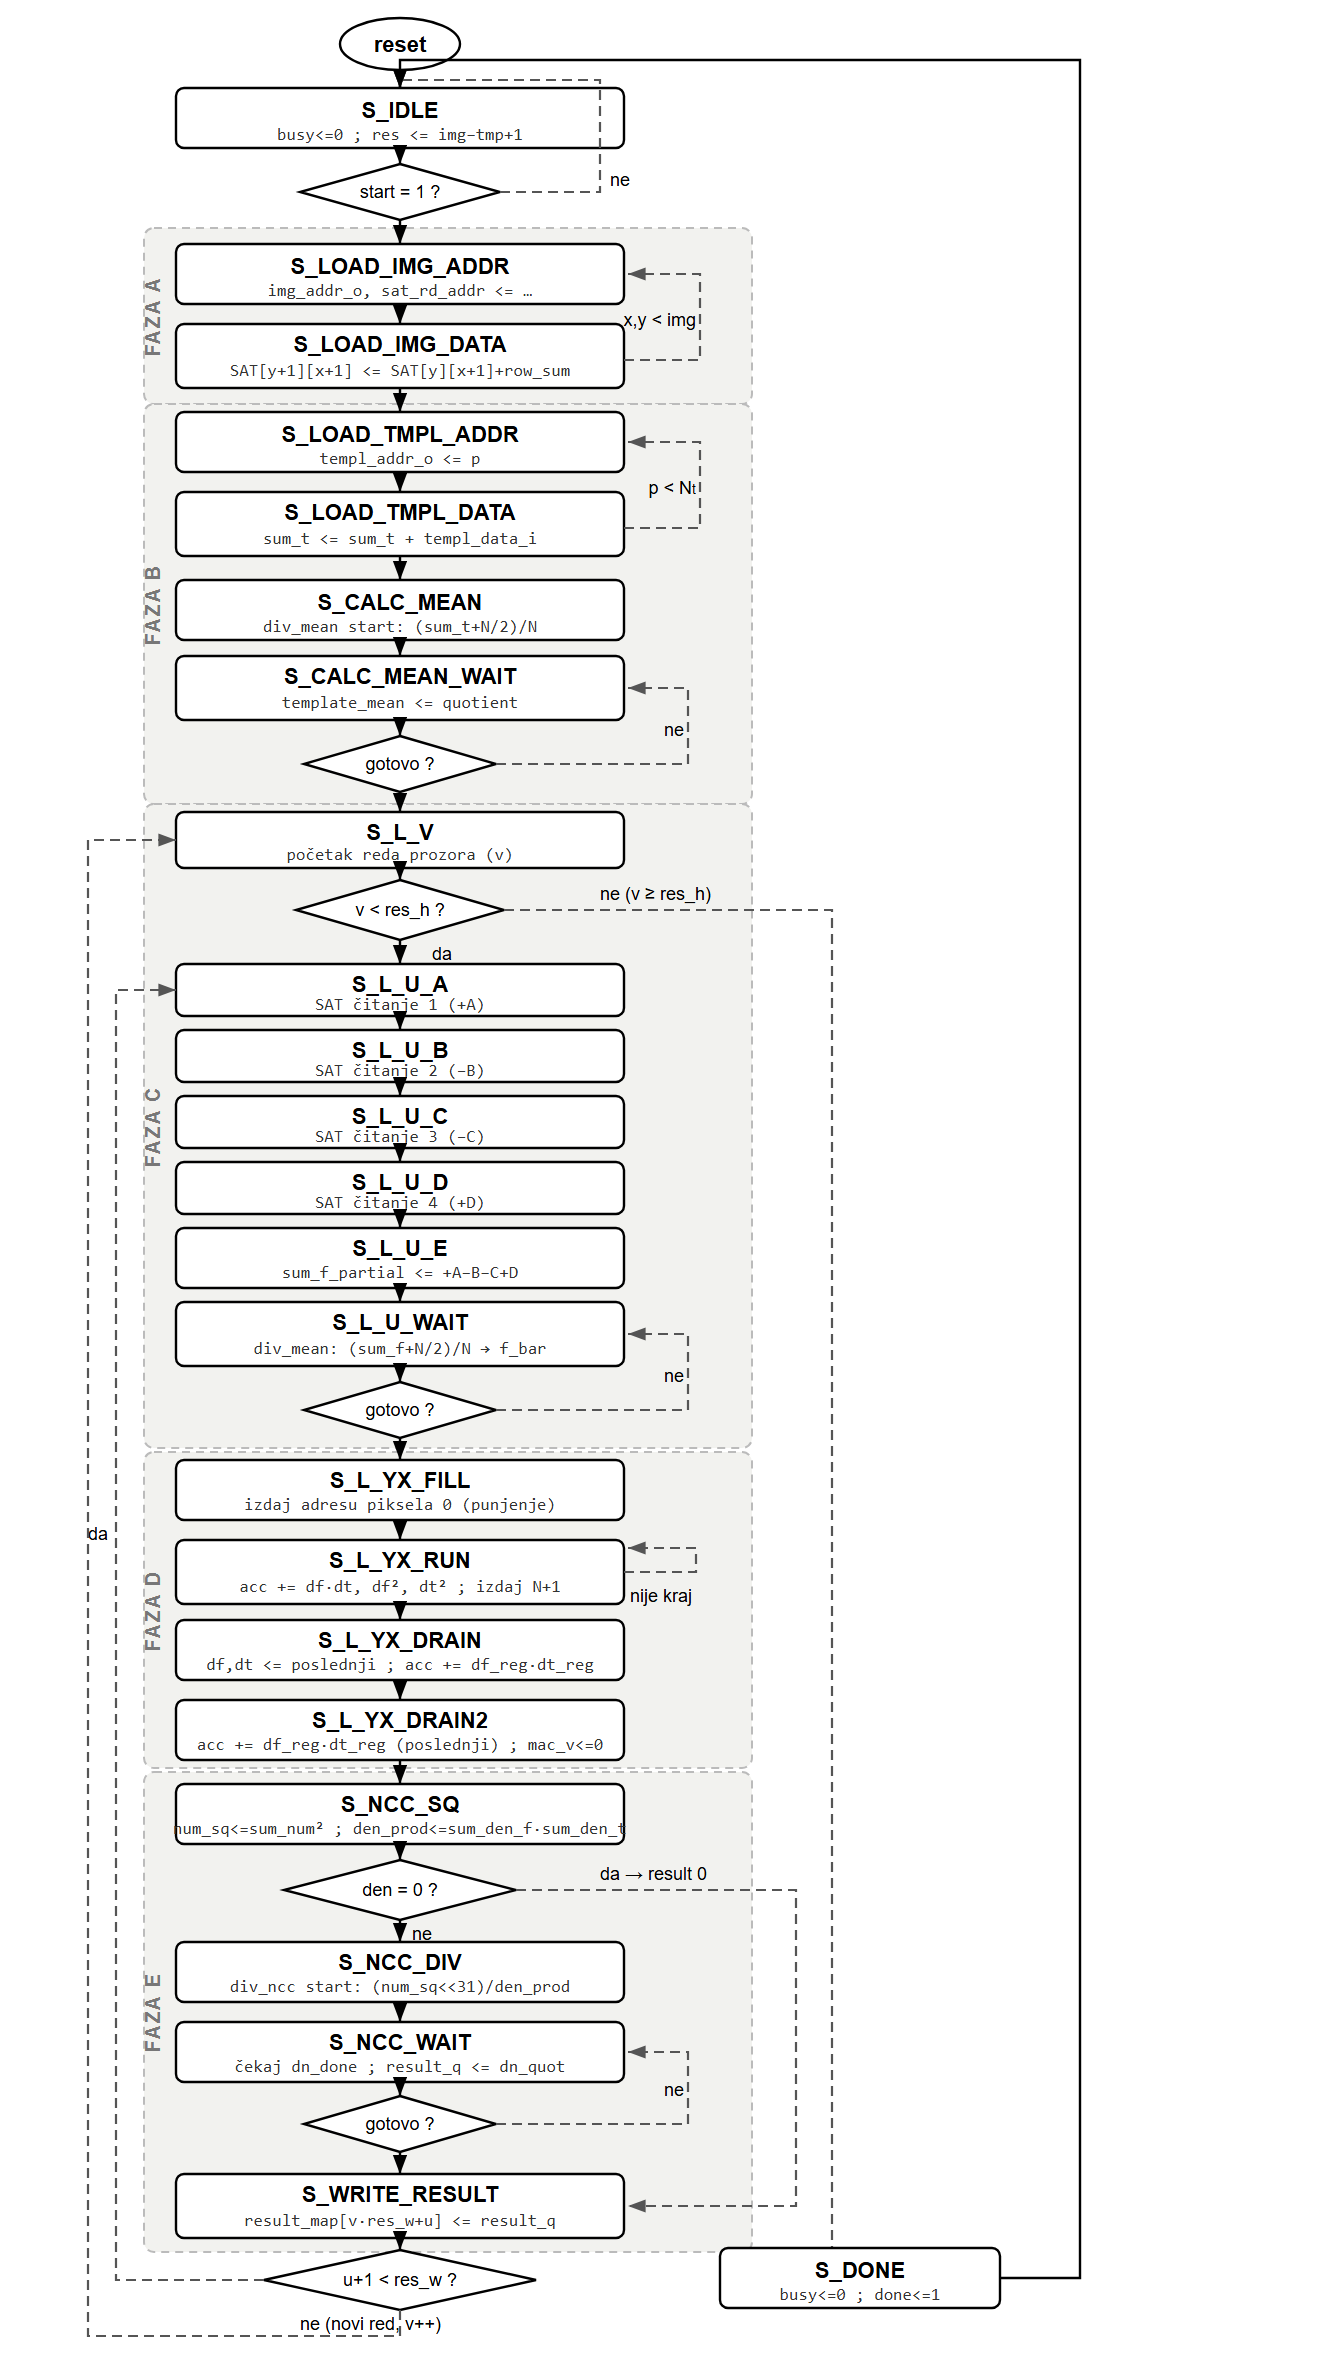 reset
S_IDLE
busy<=0 ; res <= img−tmp+1
start = 1 ?
ne
FAZA A
S_LOAD_IMG_ADDR
img_addr_o, sat_rd_addr <= …
x,y < img
S_LOAD_IMG_DATA
SAT[y+1][x+1] <= SAT[y][x+1]+row_sum
FAZA B
S_LOAD_TMPL_ADDR
templ_addr_o <= p
p < Nₜ
S_LOAD_TMPL_DATA
sum_t <= sum_t + templ_data_i
S_CALC_MEAN
div_mean start: (sum_t+N/2)/N
S_CALC_MEAN_WAIT
template_mean <= quotient
ne
gotovo ?
FAZA C
S_L_V
početak reda prozora (v)
v < res_h ?
ne (v ≥ res_h)
da
S_L_U_A
SAT čitanje 1 (+A)
S_L_U_B
SAT čitanje 2 (−B)
S_L_U_C
SAT čitanje 3 (−C)
S_L_U_D
SAT čitanje 4 (+D)
S_L_U_E
sum_f_partial <= +A−B−C+D
S_L_U_WAIT
div_mean: (sum_f+N/2)/N → f_bar
ne
gotovo ?
FAZA D
S_L_YX_FILL
izdaj adresu piksela 0 (punjenje)
da
S_L_YX_RUN
acc += df·dt, df², dt² ; izdaj N+1
nije kraj
S_L_YX_DRAIN
df,dt <= poslednji ; acc += df_reg·dt_reg
S_L_YX_DRAIN2
acc += df_reg·dt_reg (poslednji) ; mac_v<=0
FAZA E
S_NCC_SQ
num_sq<=sum_num² ; den_prod<=sum_den_f·sum_den_t
den = 0 ?
da → result 0
ne
S_NCC_DIV
div_ncc start: (num_sq<<31)/den_prod
S_NCC_WAIT
čekaj dn_done ; result_q <= dn_quot
ne
gotovo ?
S_WRITE_RESULT
result_map[v·res_w+u] <= result_q
u+1 < res_w ?
S_DONE
busy<=0 ; done<=1
ne (novi red, v++)